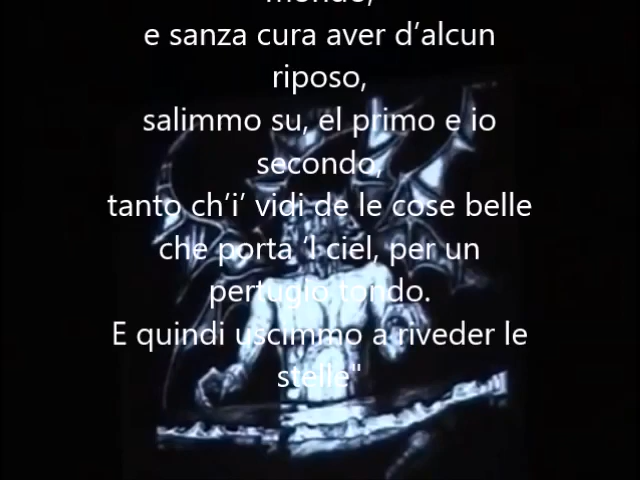 mondo,
e sanza cura aver d’alcun
riposo,
salimmo su, el primo e io
secondo,
tanto ch’i’ vidi de le cose belle
che porta ’l ciel, per un
pertugio tondo.
E quindi uscimmo a riveder le
stelle"